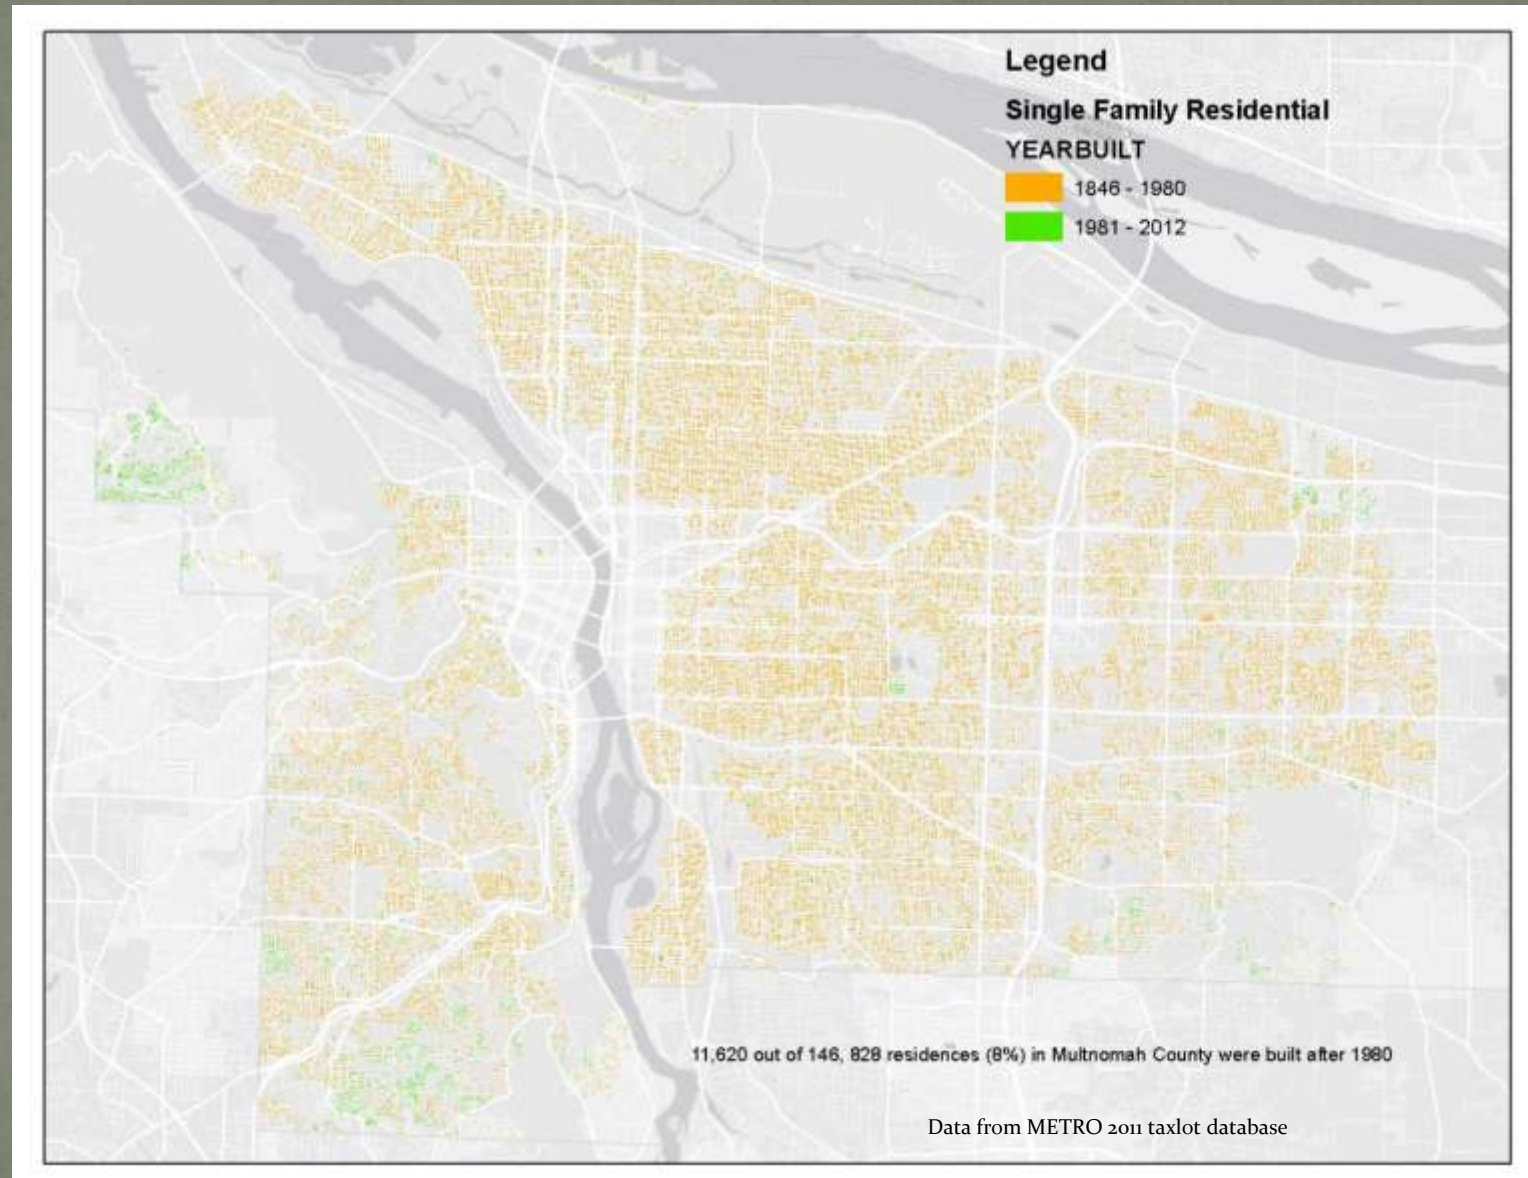 Legend
Single Family Residential
YEARBUILT
1846 - 1980
1981 - 2012
11,620 out of 146, 828 residences (8%) in Multnomah County were built after 1980
Data from METRO 2011 taxlot database